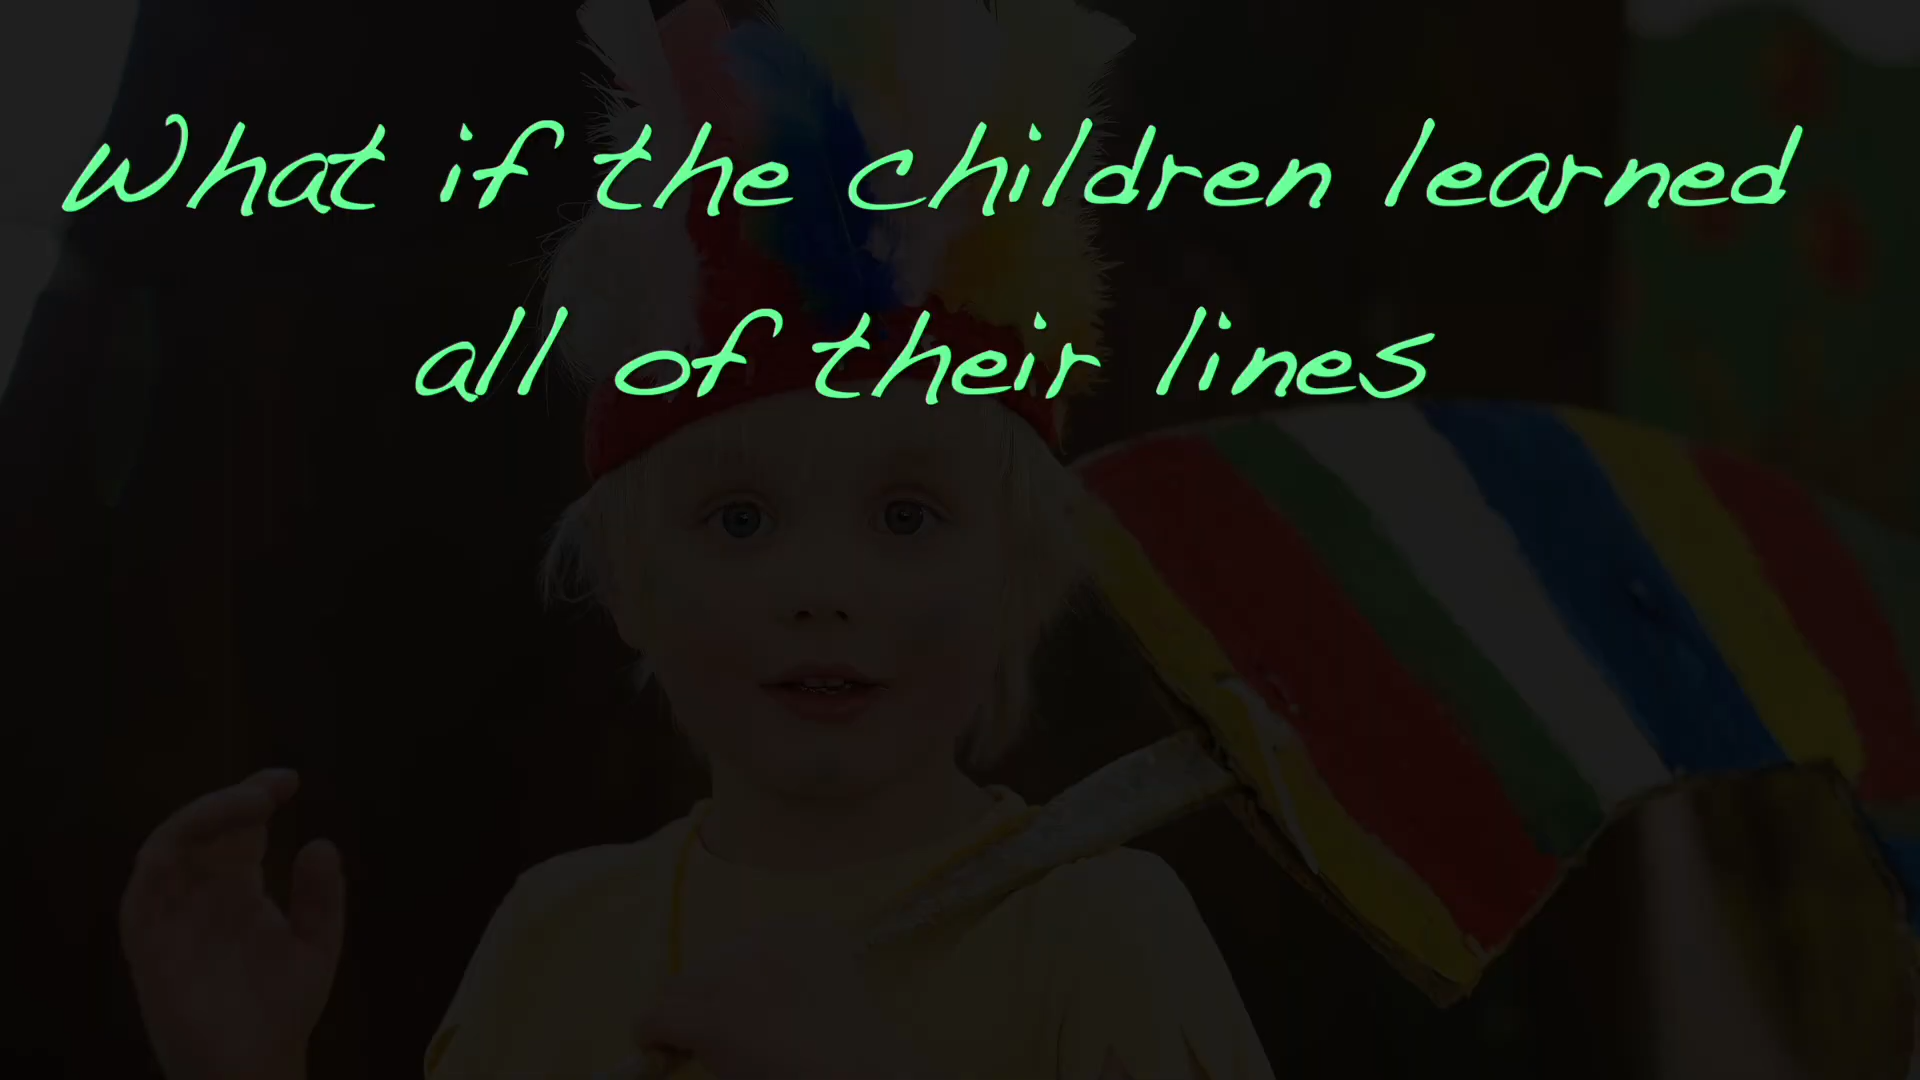 What if the children learned
all of their lines